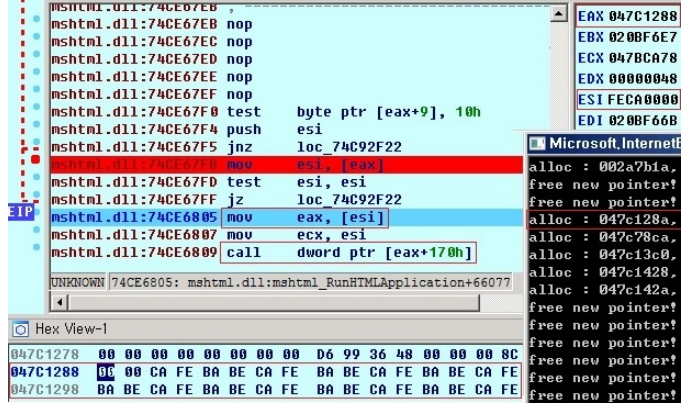 mshtml.dll:74CE67EB ;
mshtml.dll:74CE67EB nop
mshtml.dll:74CE67EC nop
mshtml.dll:74CE67ED nop
mshtml.dll:74CE67EE nop
mshtml.dll:74CE67EF nop
mshtml.dll:74CE67F0 test byte ptr [eax+9], 10h
mshtml.dll:74CE67F4 push esi
mshtml.dll:74CE67F5 jnz loc_74C92F22
mshtml.dll:74CE67FB mov esi, [eax]
mshtml.dll:74CE67FD test esi, esi
mshtml.dll:74CE67FF jz loc_74C92F22
EIP mshtml.dll:74CE6805 mov eax, [esi]
mshtml.dll:74CE6807 mov ecx, esi
mshtml.dll:74CE6809 call dword ptr [eax+170h]
UNKNOWN 74CE6805: mshtml.dll:mshtml_RunHTMLApplication+66077
EAX 047C1288
EBX 020BF6E7
ECX 047BCA78
EDX 00000048
ESI FECA0000
EDI 020BF66B
Microsoft.InternetE
alloc : 002a7b1a,
free new pointer!
alloc : 047c128a,
alloc : 047c78ca,
alloc : 047c13c0,
alloc : 047c1428,
alloc : 047c142a,
free new pointer!
free new pointer!
free new pointer!
free new pointer!
free new pointer!
free new pointer!
Hex View-1
047C1278 00 00 00 00 00 00 00 00 D6 99 36 48 00 00 00 8C
047C1288 00 00 CA FE BA BE CA FE BA BE CA FE BA BE CA FE
047C1298 BA BE CA FE BA BE CA FE BA BE CA FE BA BE CA FE